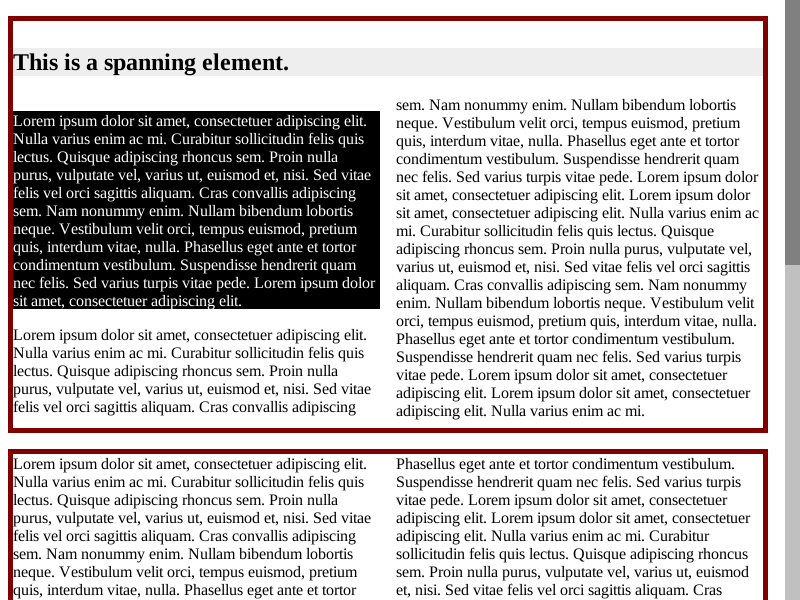 This is a spanning element.
Lorem ipsum dolor sit amet, consectetuer adipiscing elit.
Nulla varius enim ac mi. Curabitur sollicitudin felis quis
lectus. Quisque adipiscing rhoncus sem. Proin nulla
purus, vulputate vel, varius ut, euismod et, nisi. Sed vitae
felis vel orci sagittis aliquam. Cras convallis adipiscing
sem. Nam nonummy enim. Nullam bibendum lobortis
neque. Vestibulum velit orci, tempus euismod, pretium
quis, interdum vitae, nulla. Phasellus eget ante et tortor
condimentum vestibulum. Suspendisse hendrerit quam
nec felis. Sed varius turpis vitae pede. Lorem ipsum dolor
sit amet, consectetuer adipiscing elit.
Lorem ipsum dolor sit amet, consectetuer adipiscing elit.
Nulla varius enim ac mi. Curabitur sollicitudin felis quis
lectus. Quisque adipiscing rhoncus sem. Proin nulla
purus, vulputate vel, varius ut, euismod et, nisi. Sed vitae
felis vel orci sagittis aliquam. Cras convallis adipiscing
sem. Nam nonummy enim. Nullam bibendum lobortis
neque. Vestibulum velit orci, tempus euismod, pretium
quis, interdum vitae, nulla. Phasellus eget ante et tortor
condimentum vestibulum. Suspendisse hendrerit quam
nec felis. Sed varius turpis vitae pede. Lorem ipsum dolor
sit amet, consectetuer adipiscing elit. Lorem ipsum dolor
sit amet, consectetuer adipiscing elit. Nulla varius enim ac
mi. Curabitur sollicitudin felis quis lectus. Quisque
adipiscing rhoncus sem. Proin nulla purus, vulputate vel,
varius ut, euismod et, nisi. Sed vitae felis vel orci sagittis
aliquam. Cras convallis adipiscing sem. Nam nonummy
enim. Nullam bibendum lobortis neque. Vestibulum velit
orci, tempus euismod, pretium quis, interdum vitae, nulla.
Phasellus eget ante et tortor condimentum vestibulum.
Suspendisse hendrerit quam nec felis. Sed varius turpis
vitae pede. Lorem ipsum dolor sit amet, consectetuer
adipiscing elit. Lorem ipsum dolor sit amet, consectetuer
adipiscing elit. Nulla varius enim ac mi.
Lorem ipsum dolor sit amet, consectetuer adipiscing elit.
Nulla varius enim ac mi. Curabitur sollicitudin felis quis
lectus. Quisque adipiscing rhoncus sem. Proin nulla
purus, vulputate vel, varius ut, euismod et, nisi. Sed vitae
felis vel orci sagittis aliquam. Cras convallis adipiscing
sem. Nam nonummy enim. Nullam bibendum lobortis
neque. Vestibulum velit orci, tempus euismod, pretium
quis, interdum vitae, nulla. Phasellus eget ante et tortor
Phasellus eget ante et tortor condimentum vestibulum.
Suspendisse hendrerit quam nec felis. Sed varius turpis
vitae pede. Lorem ipsum dolor sit amet, consectetuer
adipiscing elit. Lorem ipsum dolor sit amet, consectetuer
adipiscing elit. Nulla varius enim ac mi. Curabitur
sollicitudin felis quis lectus. Quisque adipiscing rhoncus
sem. Proin nulla purus, vulputate vel, varius ut, euismod
et, nisi. Sed vitae felis vel orci sagittis aliquam. Cras